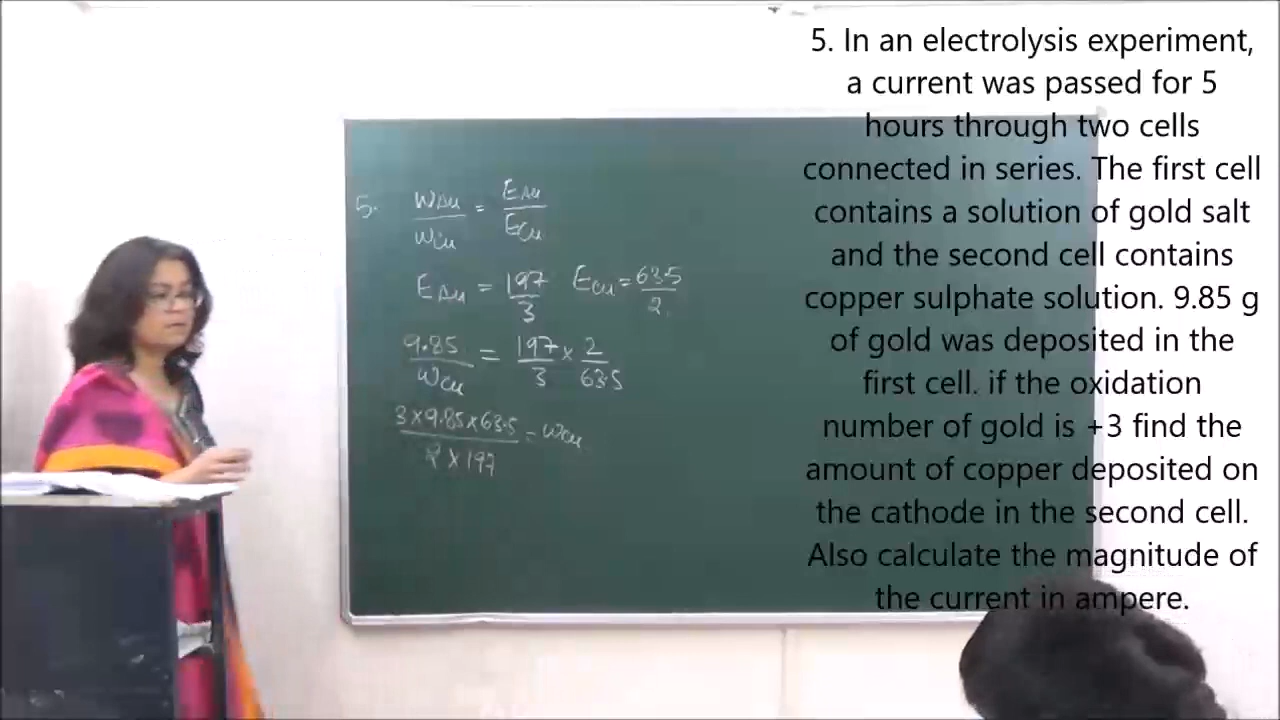 5. In an electrolysis experiment,
a current was passed for 5
hours through two cells
connected in series. The first cell
contains a solution of gold salt
and the second cell contains
copper sulphate solution. 9.85 g
of gold was deposited in the
first cell. if the oxidation
number of gold is +3 find the
amount of copper deposited on
the cathode in the second cell.
Also calculate the magnitude of
the current in ampere.
5. WAu/WCu = EAu/ECu
EAu = 197/3 ECu = 63.5/2
9.85/WCu = 197/3 × 2/63.5
3×9.85×63.5/2×197 = WCu